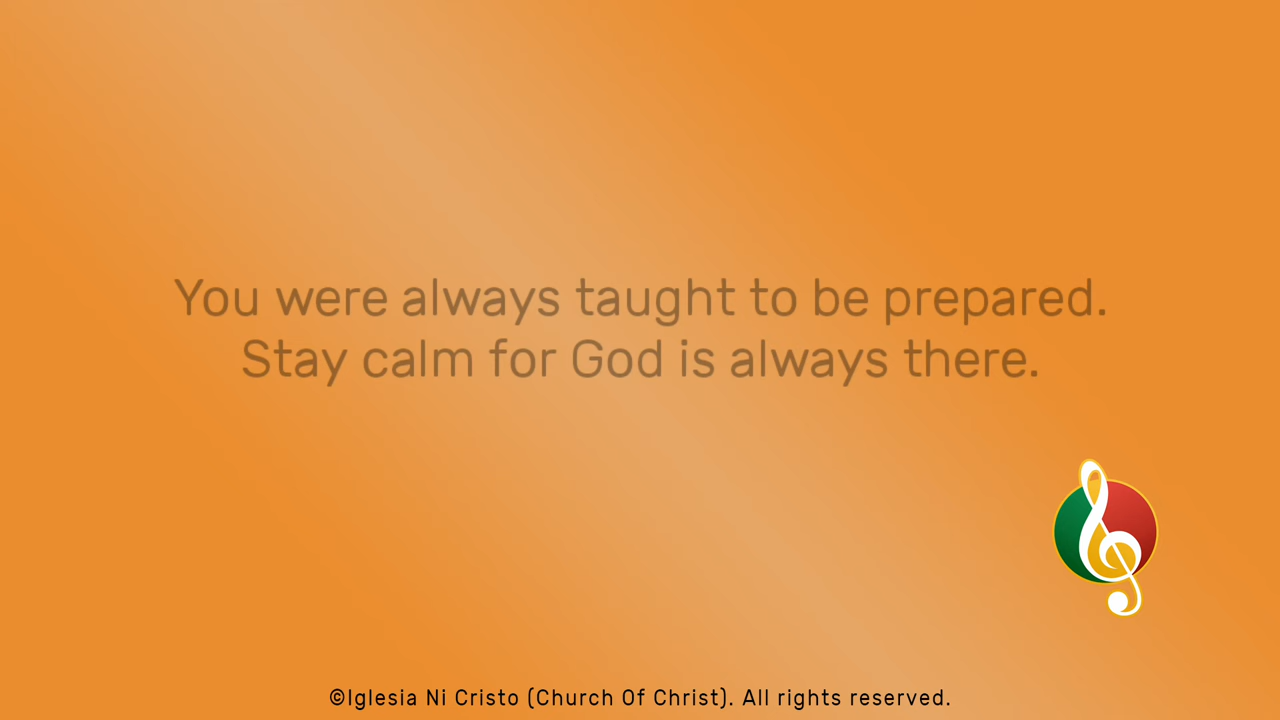 You were always taught to be prepared.
Stay calm for God is always there.
©Iglesia Ni Cristo (Church Of Christ). All rights reserved.